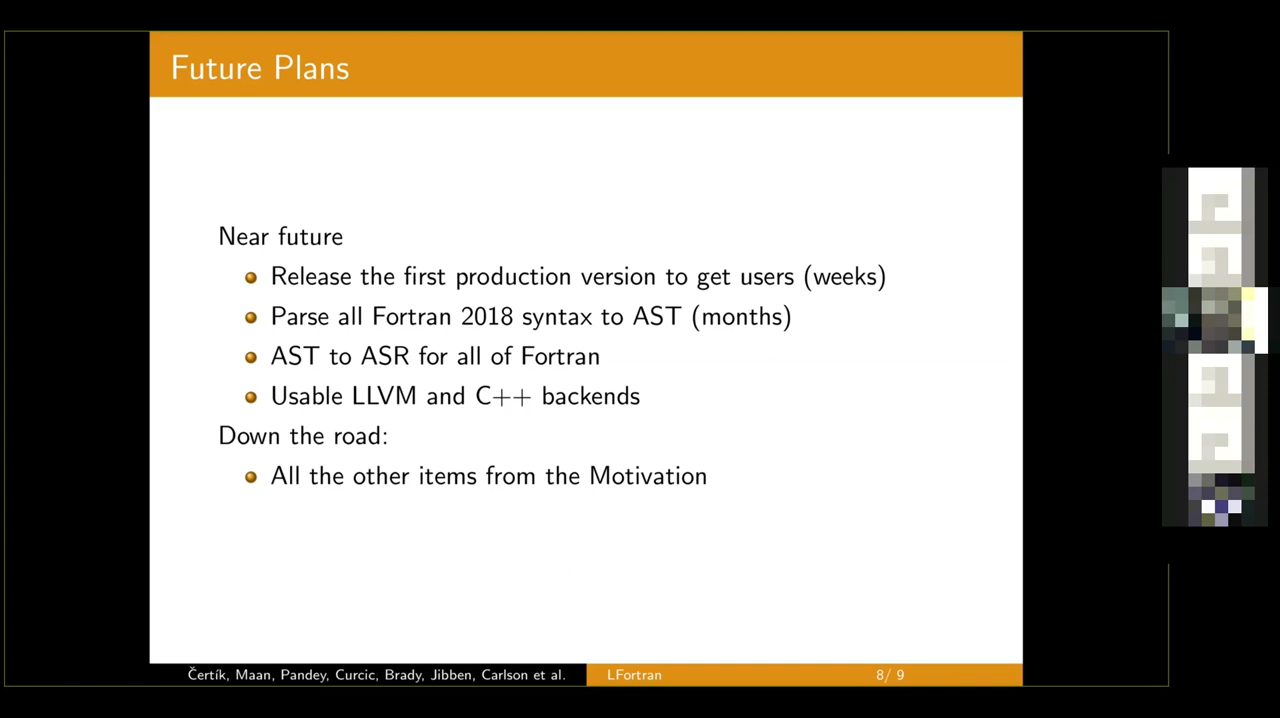 Future Plans
Near future
Release the first production version to get users (weeks)
Parse all Fortran 2018 syntax to AST (months)
AST to ASR for all of Fortran
Usable LLVM and C++ backends
Down the road:
All the other items from the Motivation
Čertík, Maan, Pandey, Curcic, Brady, Jibben, Carlson et al.
LFortran
8/ 9